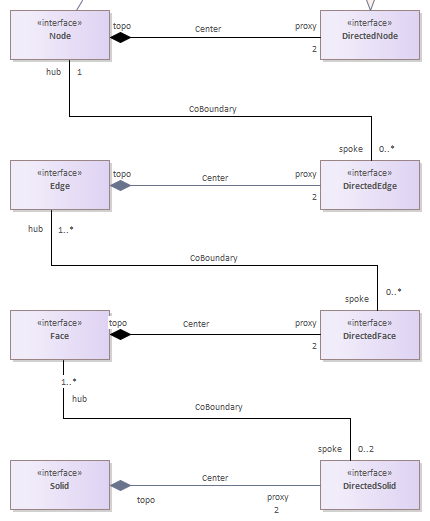 topo Center proxy
«interface» «interface»
Node DirectedNode
2
hub 1
CoBoundary
spoke 0..*
«interface» topo Center proxy «interface»
Edge DirectedEdge
2
hub 1..*
CoBoundary
0..*
spoke
«interface» topo Center proxy «interface»
Face DirectedFace
2
1..*
hub
CoBoundary
spoke 0..2
«interface» Center «interface»
Solid DirectedSolid
topo proxy
2